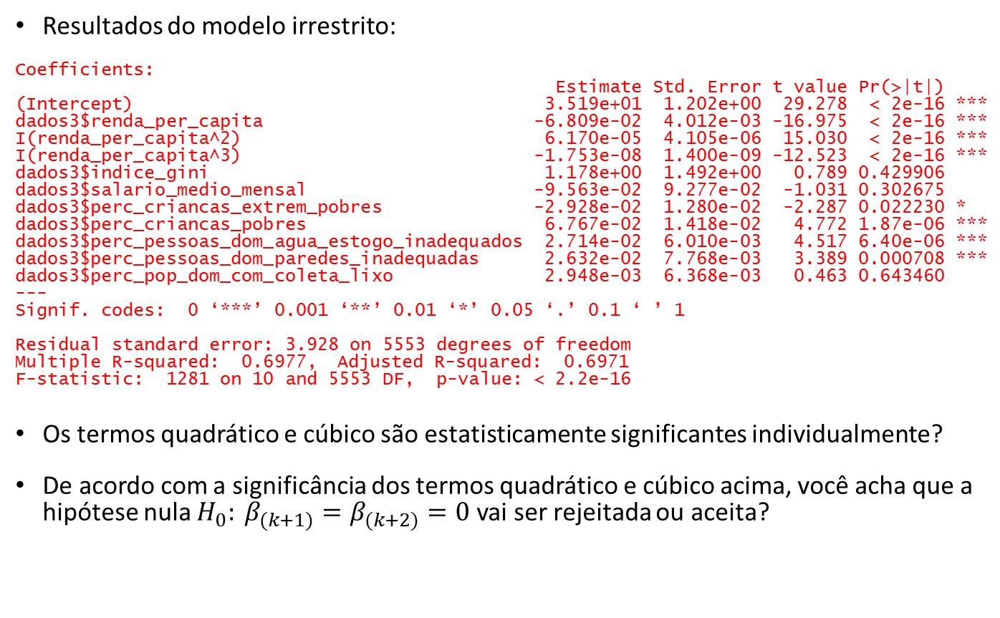 • Resultados do modelo irrestrito:
Coefficients:
Estimate Std. Error t value Pr(>|t|)
(Intercept) 3.519e+01 1.202e+00 29.278 < 2e-16 ***
dados3$renda_per_capita -6.809e-02 4.012e-03 -16.975 < 2e-16 ***
I(renda_per_capita^2) 6.170e-05 4.105e-06 15.030 < 2e-16 ***
I(renda_per_capita^3) -1.753e-08 1.400e-09 -12.523 < 2e-16 ***
dados3$indice_gini 1.178e+00 1.492e+00 0.789 0.429906
dados3$salario_medio_mensal -9.563e-02 9.277e-02 -1.031 0.302675
dados3$perc_criancas_extrem_pobres -2.928e-02 1.280e-02 -2.287 0.022230 *
dados3$perc_criancas_pobres 6.767e-02 1.418e-02 4.772 1.87e-06 ***
dados3$perc_pessoas_dom_agua_estogo_inadequados 2.714e-02 6.010e-03 4.517 6.40e-06 ***
dados3$perc_pessoas_dom_paredes_inadequadas 2.632e-02 7.768e-03 3.389 0.000708 ***
dados3$perc_pop_dom_com_coleta_lixo 2.948e-03 6.368e-03 0.463 0.643460
---
Signif. codes: 0 ‘***’ 0.001 ‘**’ 0.01 ‘*’ 0.05 ‘.’ 0.1 ‘ ’ 1
Residual standard error: 3.928 on 5553 degrees of freedom
Multiple R-squared: 0.6977, Adjusted R-squared: 0.6971
F-statistic: 1281 on 10 and 5553 DF, p-value: < 2.2e-16
• Os termos quadrático e cúbico são estatisticamente significantes individualmente?
• De acordo com a significância dos termos quadrático e cúbico acima, você acha que a
hipótese nula H₀: β₍ₖ₊₁₎ = β₍ₖ₊₂₎ = 0 vai ser rejeitada ou aceita?